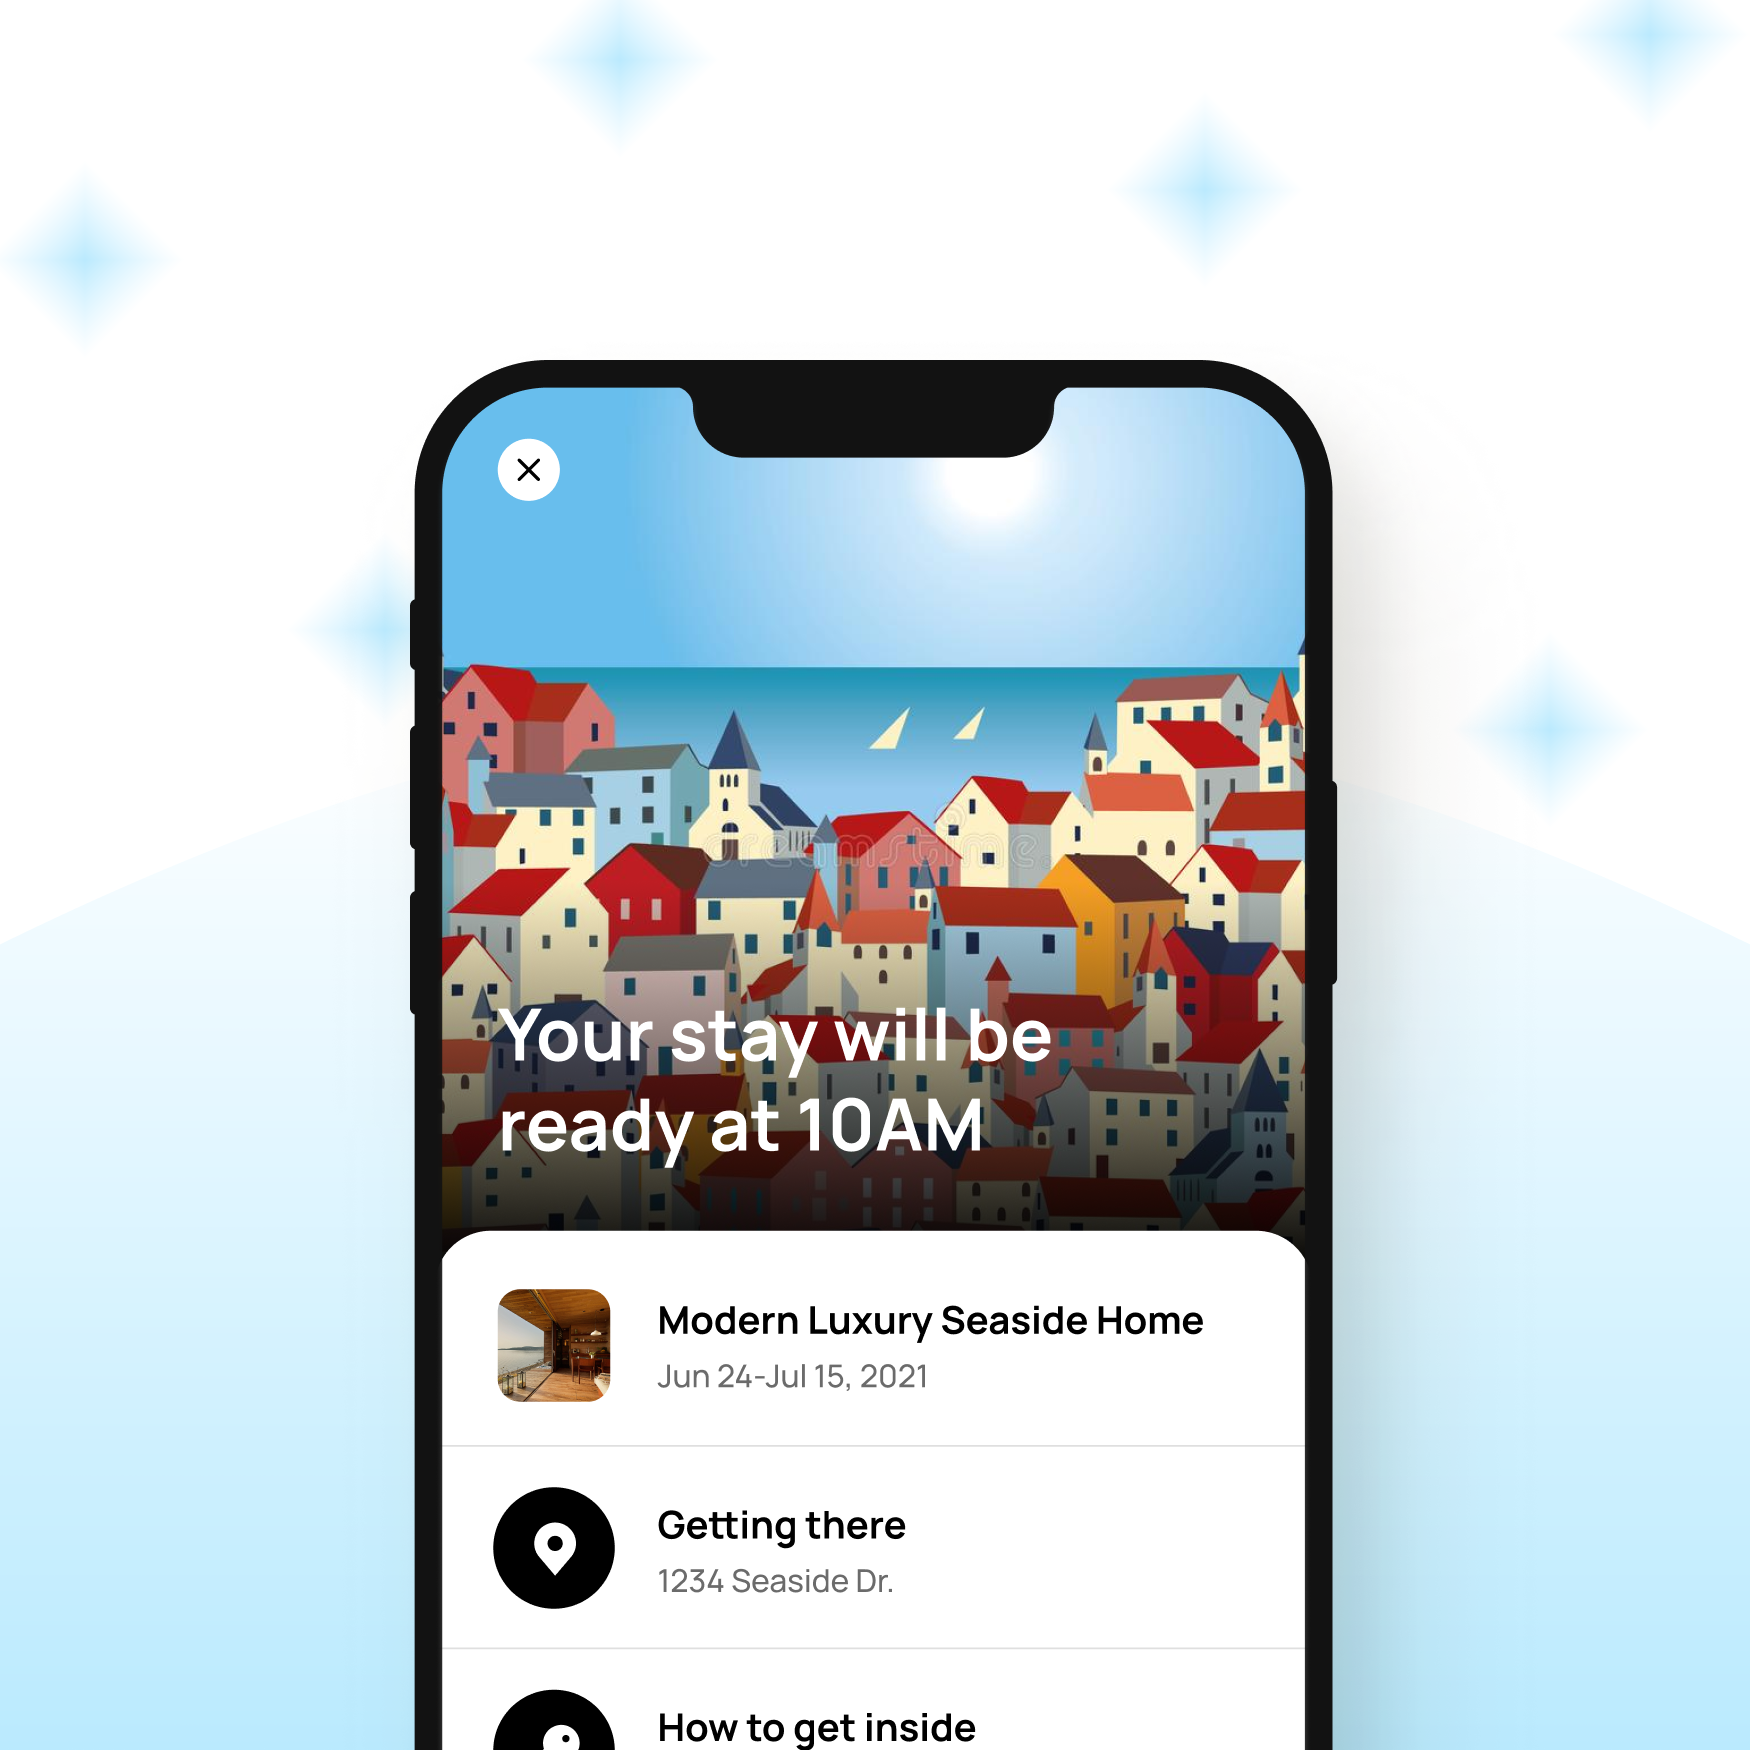 dreamstime
Your stay will be
ready at 10AM
Modern Luxury Seaside Home
Jun 24-Jul 15, 2021
Getting there
1234 Seaside Dr.
How to get inside